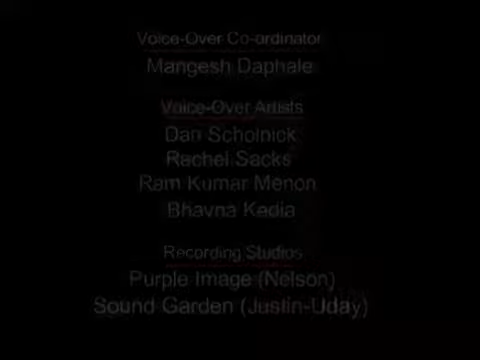 Voice-Over Co-ordinator
Mangesh Daphale
Voice-Over Artists
Dan Scholnick
Rachel Sacks
Ram Kumar Menon
Bhavna Kedia
Recording Studios
Purple Image (Nelson)
Sound Garden (Justin-Uday)